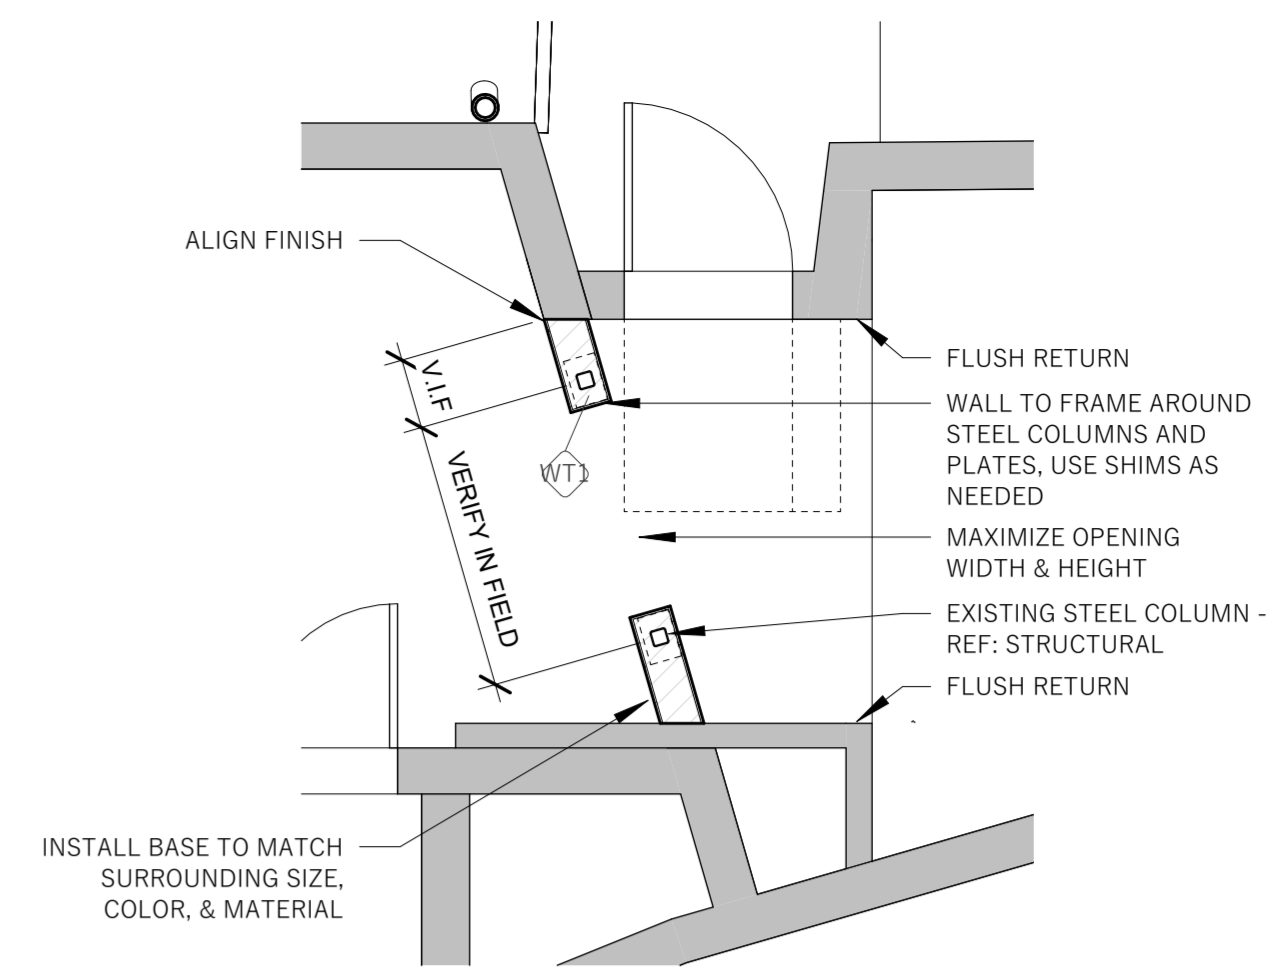 ALIGN FINISH
V.I.F
VERIFY IN FIELD
WT1
FLUSH RETURN
WALL TO FRAME AROUND
STEEL COLUMNS AND
PLATES, USE SHIMS AS
NEEDED
MAXIMIZE OPENING
WIDTH & HEIGHT
EXISTING STEEL COLUMN -
REF: STRUCTURAL
FLUSH RETURN
INSTALL BASE TO MATCH
SURROUNDING SIZE,
COLOR, & MATERIAL